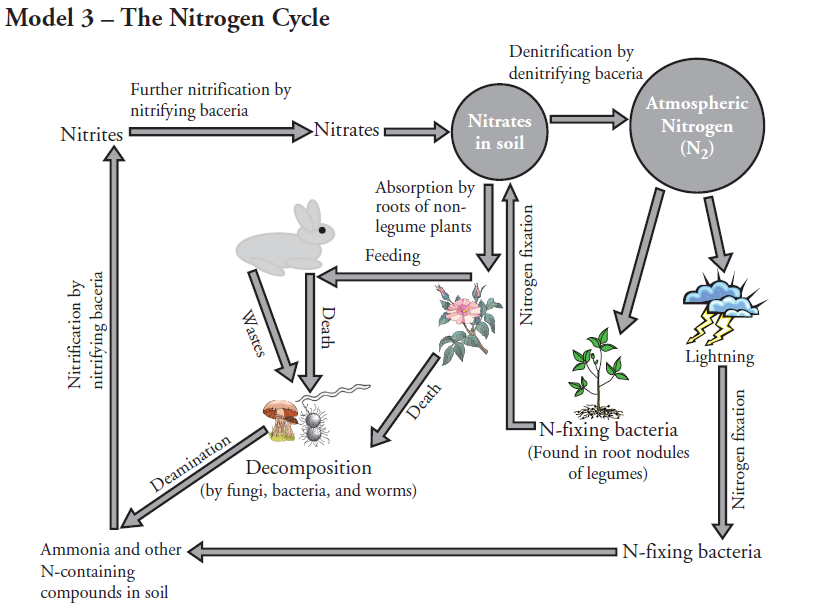 Model 3 – The Nitrogen Cycle
Denitrification by
denitrifying baceria
Further nitrification by
nitrifying baceria
Nitrites
Nitrates
Nitrates
in soil
Atmospheric
Nitrogen
(N₂)
Absorption by
roots of non-
legume plants
Feeding
Nitrogen fixation
Nitrification by
nitrifying baceria
Wastes
Death
Death
Lightning
N-fixing bacteria
(Found in root nodules
of legumes)
Nitrogen fixation
Deamination
Decomposition
(by fungi, bacteria, and worms)
Ammonia and other
N-containing
compounds in soil
N-fixing bacteria